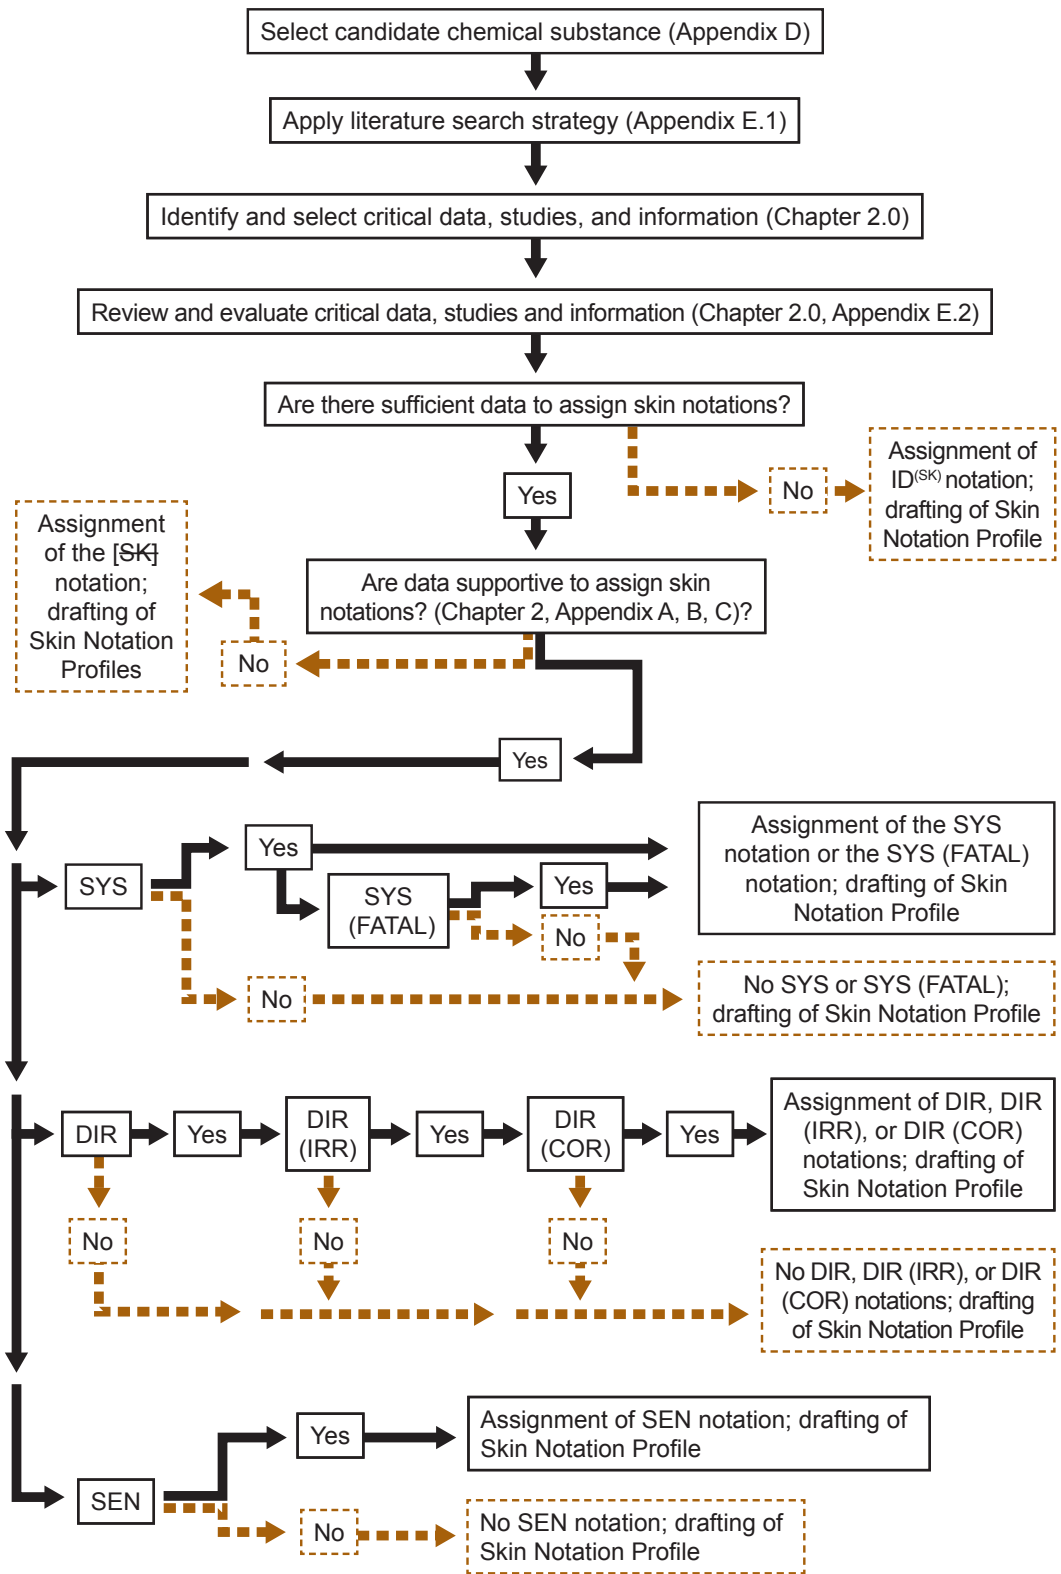 Select candidate chemical substance (Appendix D)
Apply literature search strategy (Appendix E.1)
Identify and select critical data, studies, and information (Chapter 2.0)
Review and evaluate critical data, studies and information (Chapter 2.0, Appendix E.2)
Are there sufficient data to assign skin notations?
No
Assignment of
ID(SK) notation;
drafting of Skin
Notation Profile
Yes
Are data supportive to assign skin
notations? (Chapter 2, Appendix A, B, C)?
No
Assignment
of the [SK]
notation;
drafting of
Skin Notation
Profiles
Yes
SYS
Yes
SYS
(FATAL)
Yes
No
No
Assignment of the SYS
notation or the SYS (FATAL)
notation; drafting of Skin
Notation Profile
No SYS or SYS (FATAL);
drafting of Skin Notation Profile
DIR
Yes
DIR
(IRR)
Yes
DIR
(COR)
Yes
Assignment of DIR, DIR
(IRR), or DIR (COR)
notations; drafting of
Skin Notation Profile
No
No
No
No DIR, DIR (IRR), or DIR
(COR) notations; drafting
of Skin Notation Profile
SEN
Yes
Assignment of SEN notation; drafting of
Skin Notation Profile
No
No SEN notation; drafting of
Skin Notation Profile